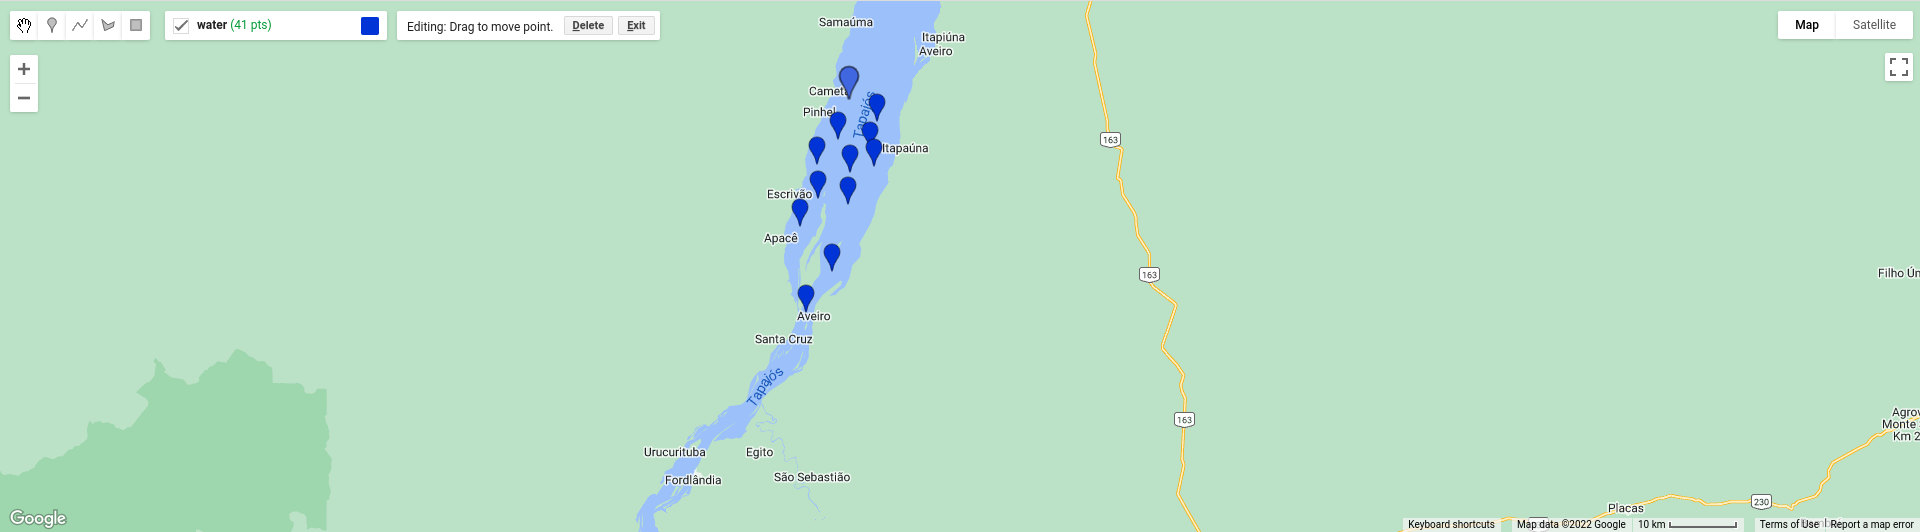 water (41 pts)
Editing: Drag to move point.
Delete
Exit
Map
Satellite
Samaúma
Itapiúna
Aveiro
Pinhel
Tapajós
Itapaúna
163
Escrivão
Apacê
163
Filho Ún
Aveiro
Santa Cruz
Tapajós
163
Agrov
Monte
Km 2
Urucurituba
Egito
Fordlândia
São Sebastião
230
Placas
Google
Keyboard shortcuts
Map data ©2022 Google
10 km
Terms of Use
Report a map error